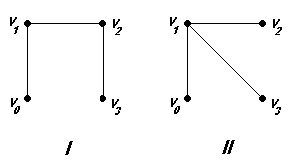 v₁ v₂ v₁ v₂
v₀ v₃ v₀ v₃
I II